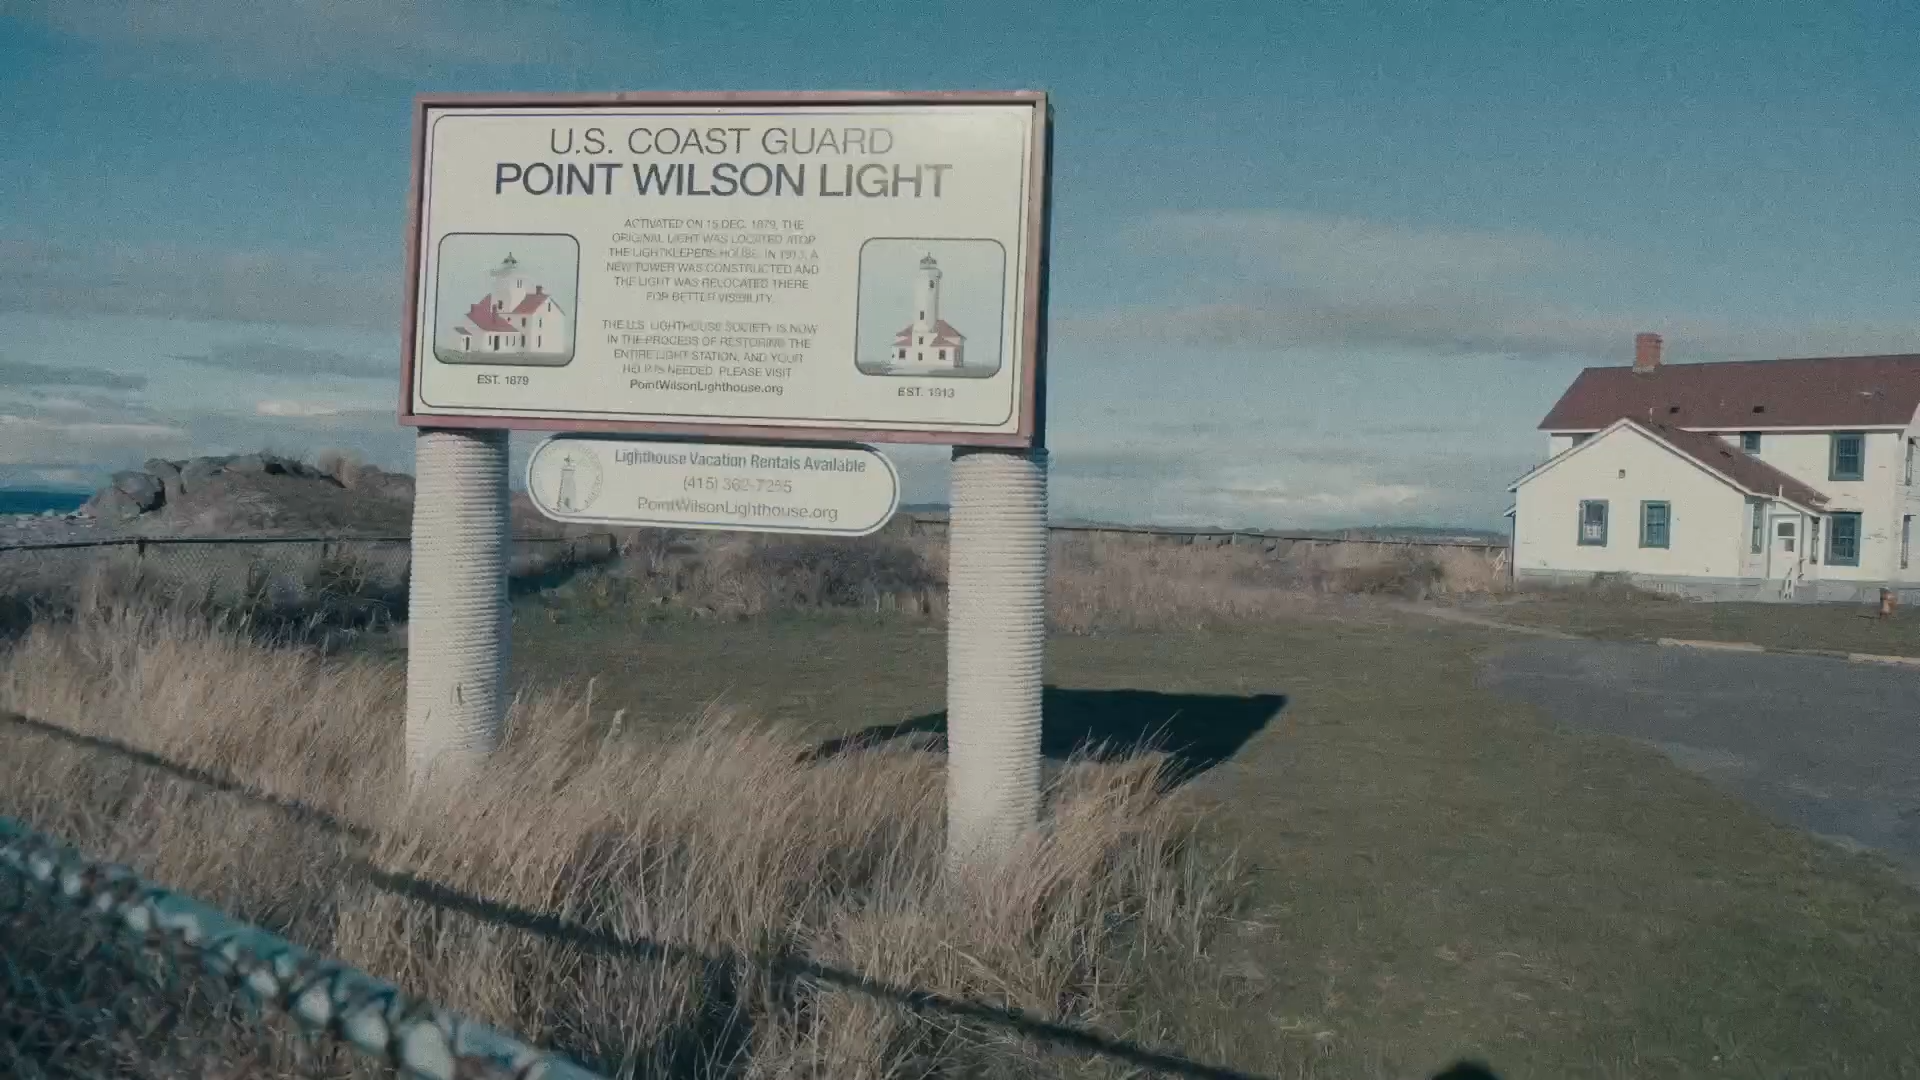 U.S. COAST GUARD
POINT WILSON LIGHT
ACTIVATED ON 15 DEC. 1879, THE
ORIGINAL LIGHT WAS LOCATED ATOP
THE LIGHTKEEPERS HOUSE. IN 1913, A
NEW TOWER WAS CONSTRUCTED AND
THE LIGHT WAS RELOCATED THERE
FOR BETTER VISIBILITY.
THE U.S. LIGHTHOUSE SOCIETY IS NOW
IN THE PROCESS OF RESTORING THE
ENTIRE LIGHT STATION, AND YOUR
HELP IS NEEDED. PLEASE VISIT
PointWilsonLighthouse.org
EST. 1879
EST. 1913
Lighthouse Vacation Rentals Available
(415)
PointWilsonLighthouse.org